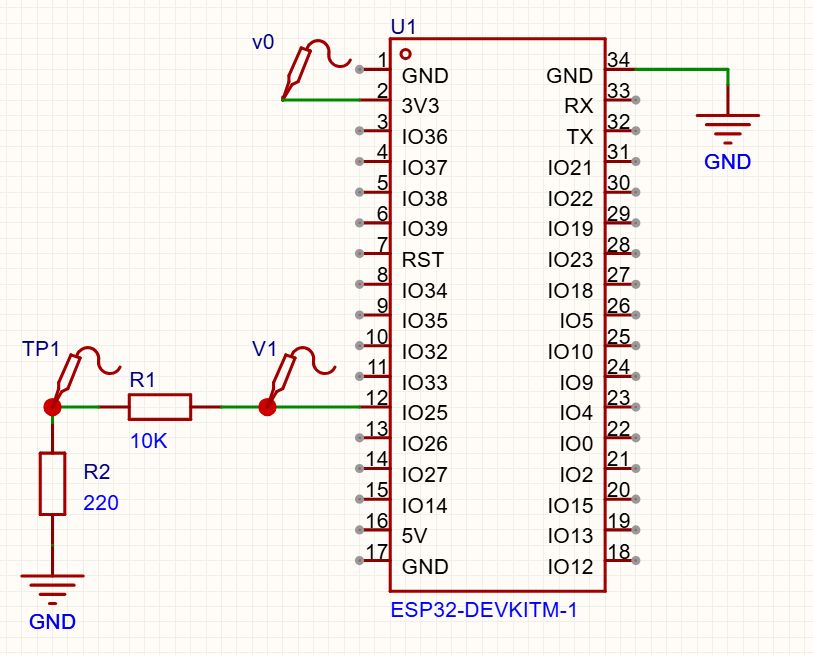 U1
v0
1 GND
2 3V3
3 IO36
4 IO37
5 IO38
6 IO39
7 RST
8 IO34
9 IO35
10 IO32
11 IO33
12 IO25
13 IO26
14 IO27
15 IO14
16 5V
17 GND
GND 34
RX 33
TX 32
IO21 31
IO22 30
IO19 29
IO23 28
IO18 27
IO5 26
IO10 25
IO9 24
IO4 23
IO0 22
IO2 21
IO15 20
IO13 19
IO12 18
GND
TP1
R1
10K
V1
R2
220
GND
ESP32-DEVKITM-1